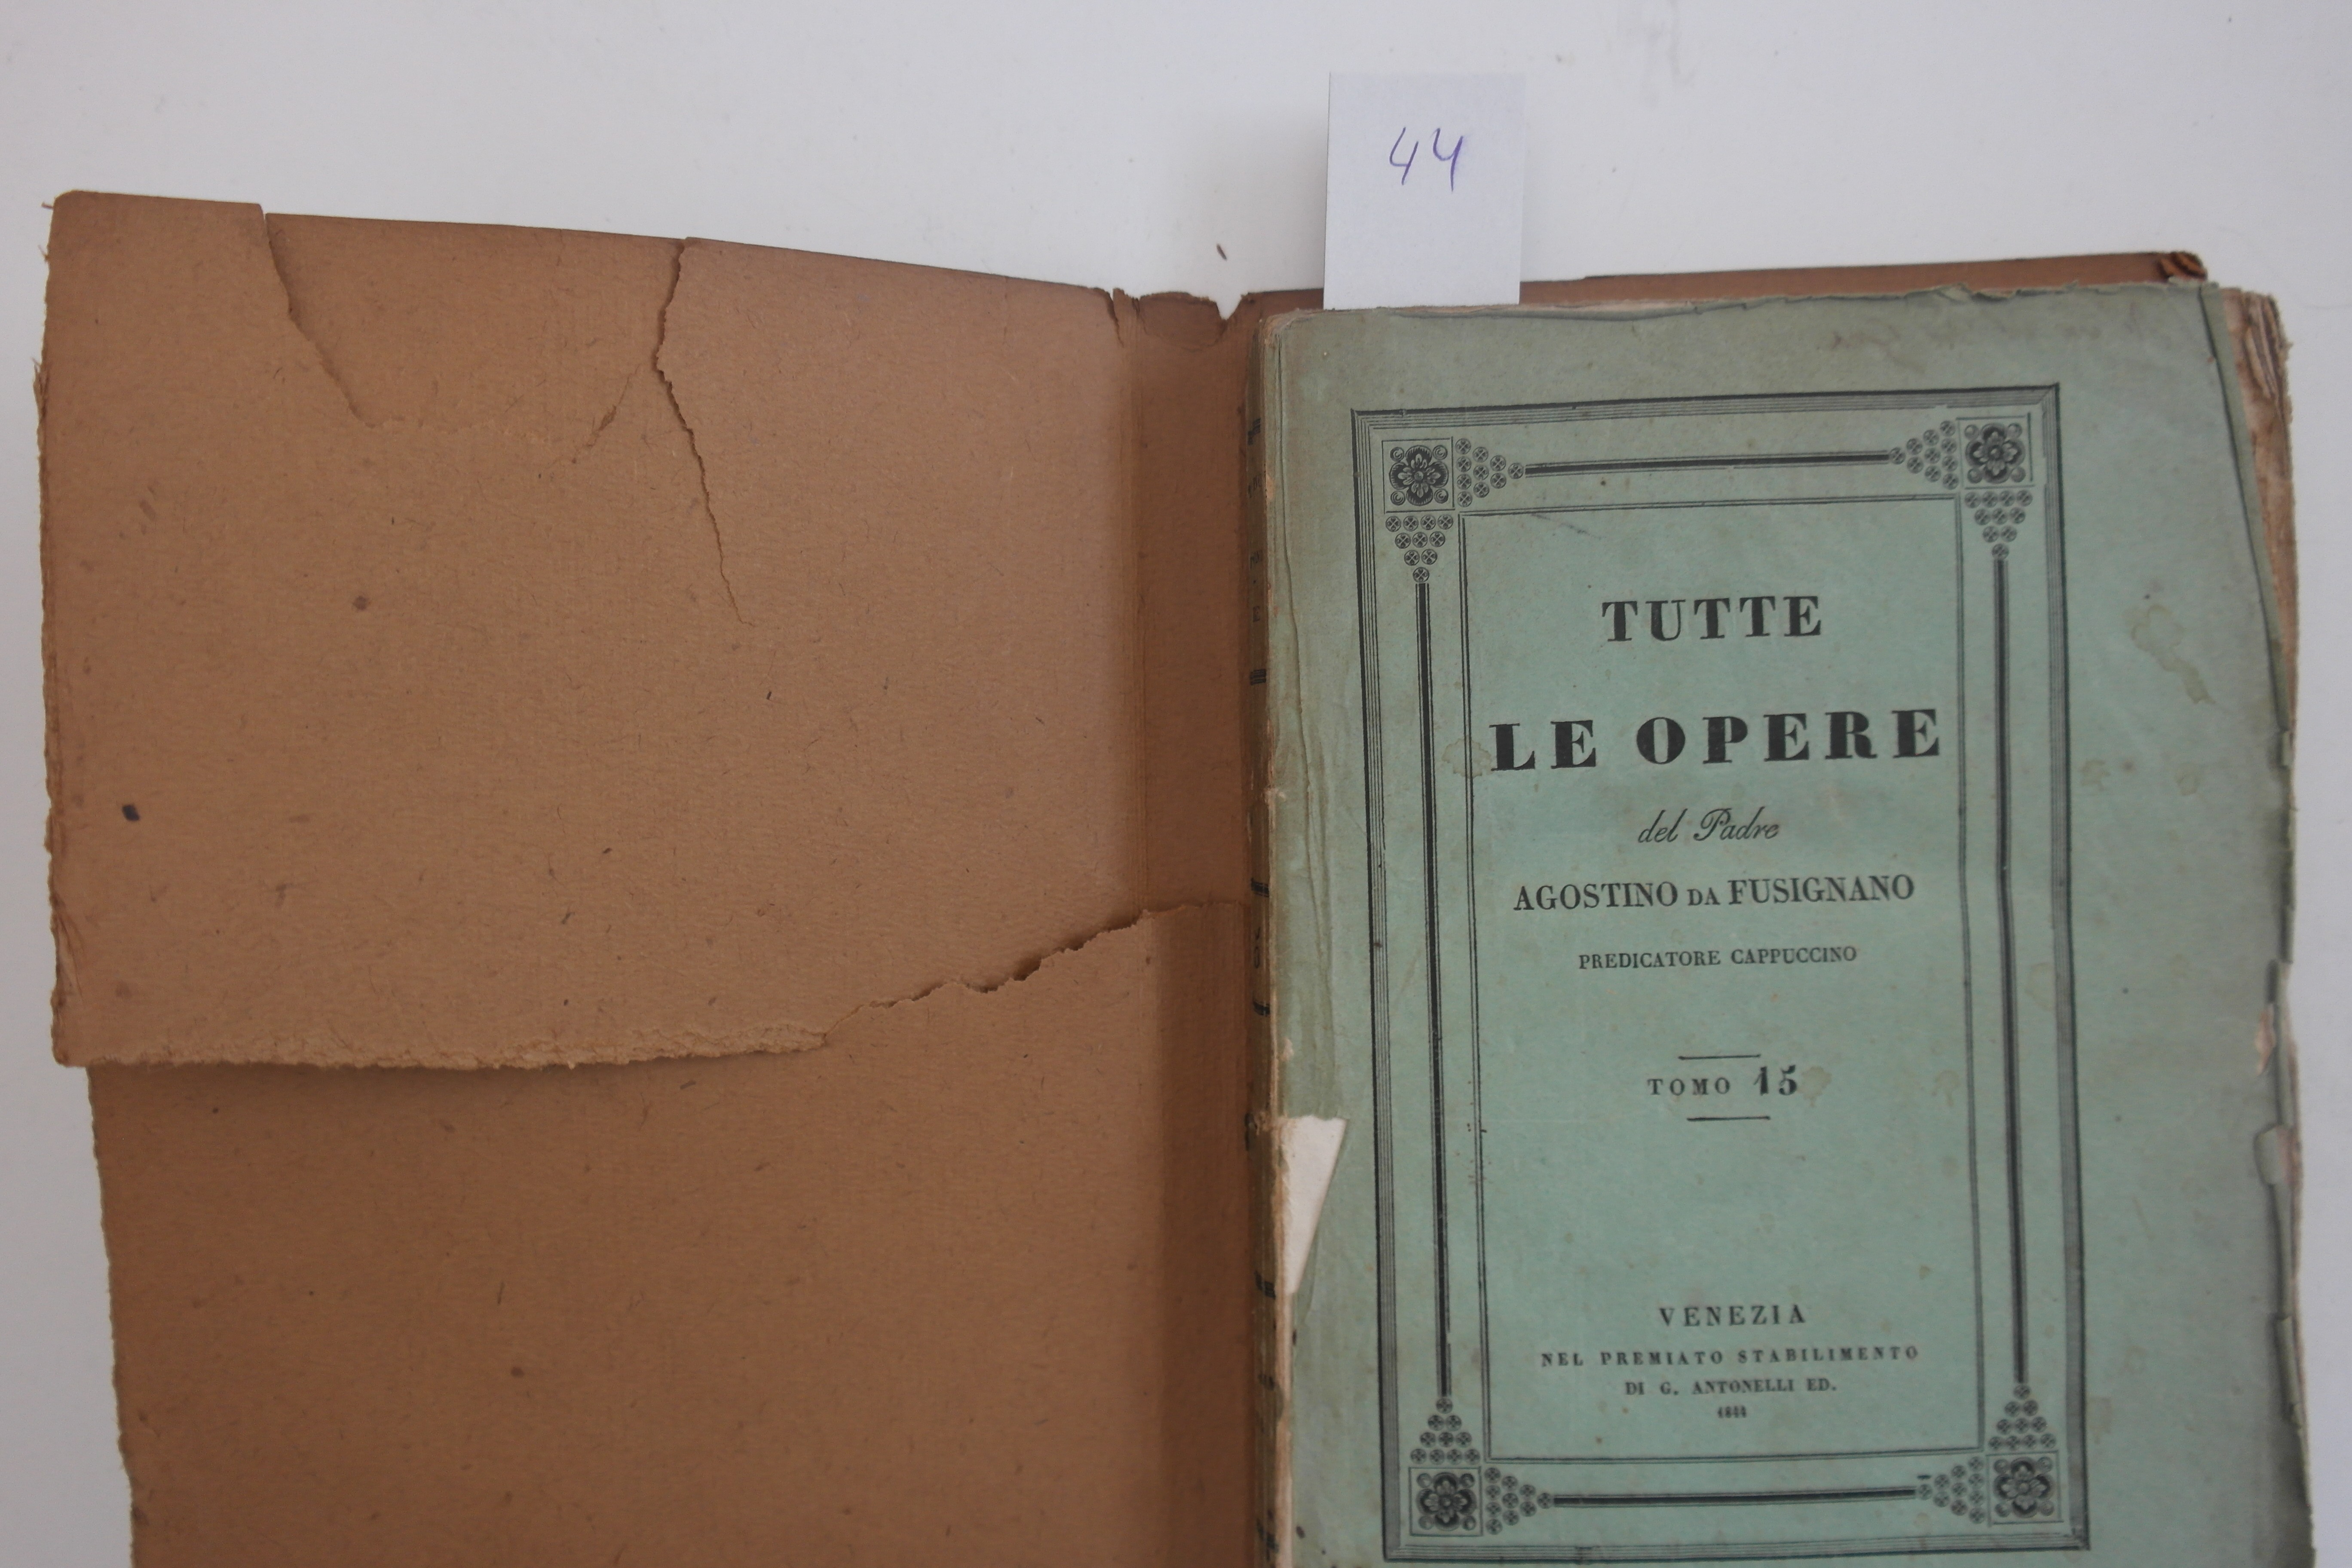 44
TUTTE
LE OPERE
del Padre
AGOSTINO DA FUSIGNANO
PREDICATORE CAPPUCCINO
TOMO 15
VENEZIA
NEL PREMIATO STABILIMENTO
DI G. ANTONELLI ED.
1844